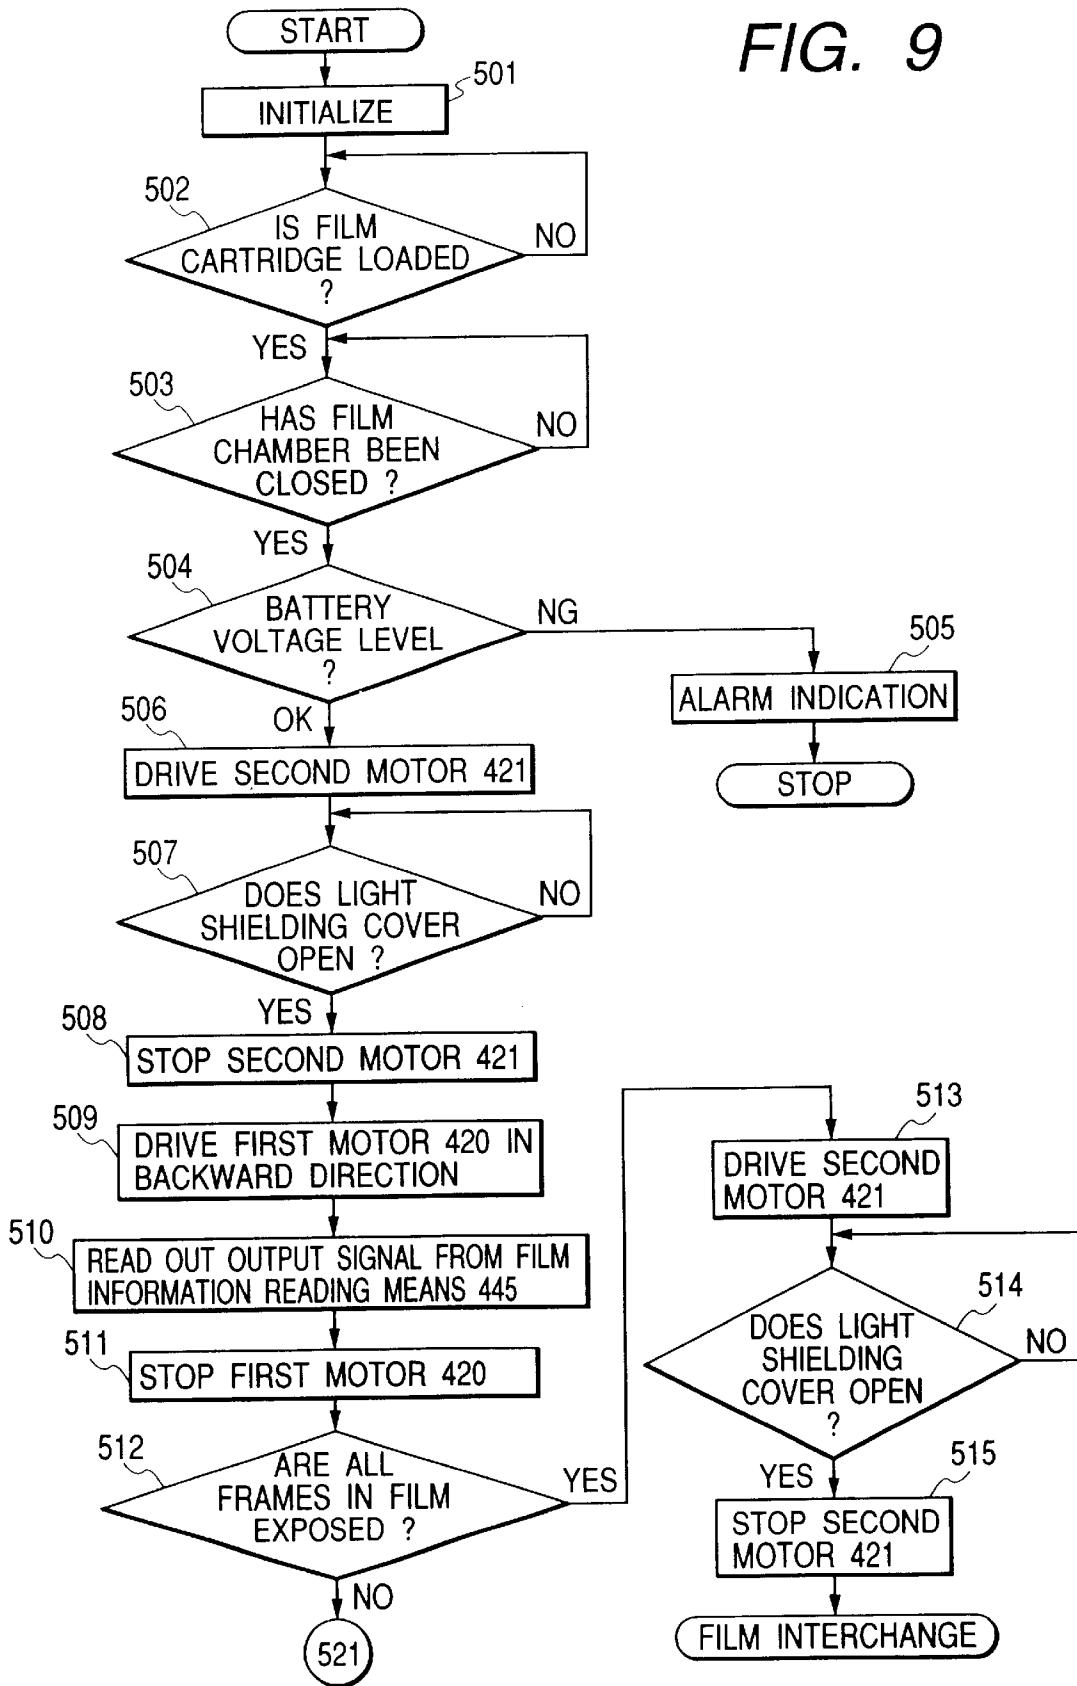 FIG. 9
START
501
INITIALIZE
502
IS FILM
CARTRIDGE LOADED
?
NO
YES
503
HAS FILM
CHAMBER BEEN
CLOSED ?
NO
YES
504
BATTERY
VOLTAGE LEVEL
?
NG
505
ALARM INDICATION
STOP
OK
506
DRIVE SECOND MOTOR 421
507
DOES LIGHT
SHIELDING COVER
OPEN ?
NO
YES
508
STOP SECOND MOTOR 421
509
DRIVE FIRST MOTOR 420 IN
BACKWARD DIRECTION
510
READ OUT OUTPUT SIGNAL FROM FILM
INFORMATION READING MEANS 445
511
STOP FIRST MOTOR 420
512
ARE ALL
FRAMES IN FILM
EXPOSED ?
YES
NO
521
513
DRIVE SECOND
MOTOR 421
514
DOES LIGHT
SHIELDING
COVER OPEN
?
NO
YES
515
STOP SECOND
MOTOR 421
FILM INTERCHANGE